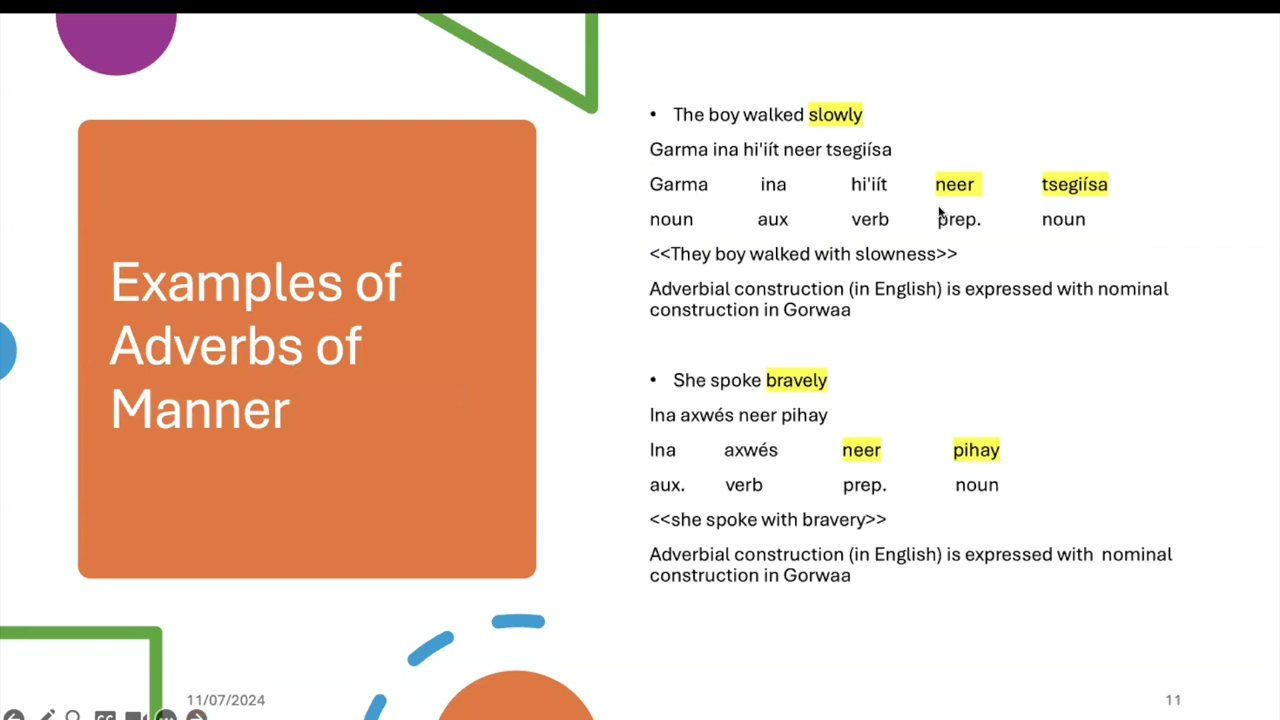 Examples of
Adverbs of
Manner
• The boy walked slowly
Garma ina hi'iít neer tsegiísa
Garma ina hi'iít neer tsegiísa
noun aux verb prep. noun
<<They boy walked with slowness>>
Adverbial construction (in English) is expressed with nominal
construction in Gorwaa
• She spoke bravely
Ina axwés neer pihay
Ina axwés neer pihay
aux. verb prep. noun
<<she spoke with bravery>>
Adverbial construction (in English) is expressed with nominal
construction in Gorwaa
11/07/2024
11